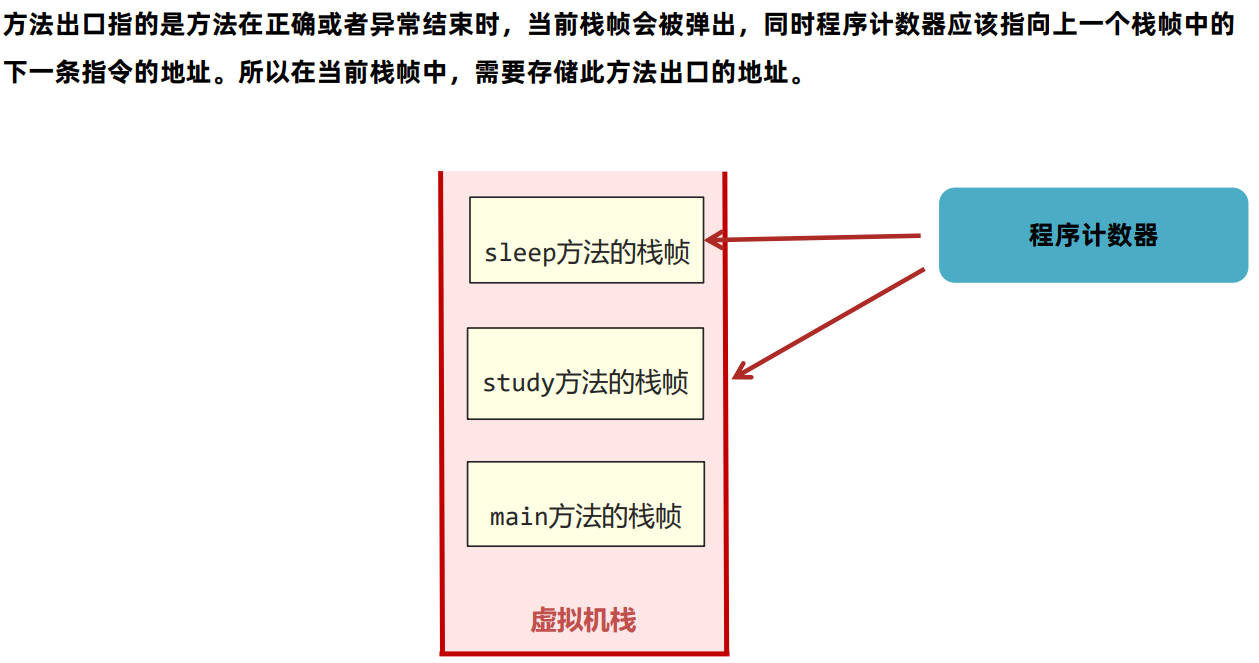 方法出口指的是方法在正确或者异常结束时，当前栈帧会被弹出，同时程序计数器应该指向上一个栈帧中的
下一条指令的地址。所以在当前栈帧中，需要存储此方法出口的地址。
sleep方法的栈帧
程序计数器
study方法的栈帧
main方法的栈帧
虚拟机栈